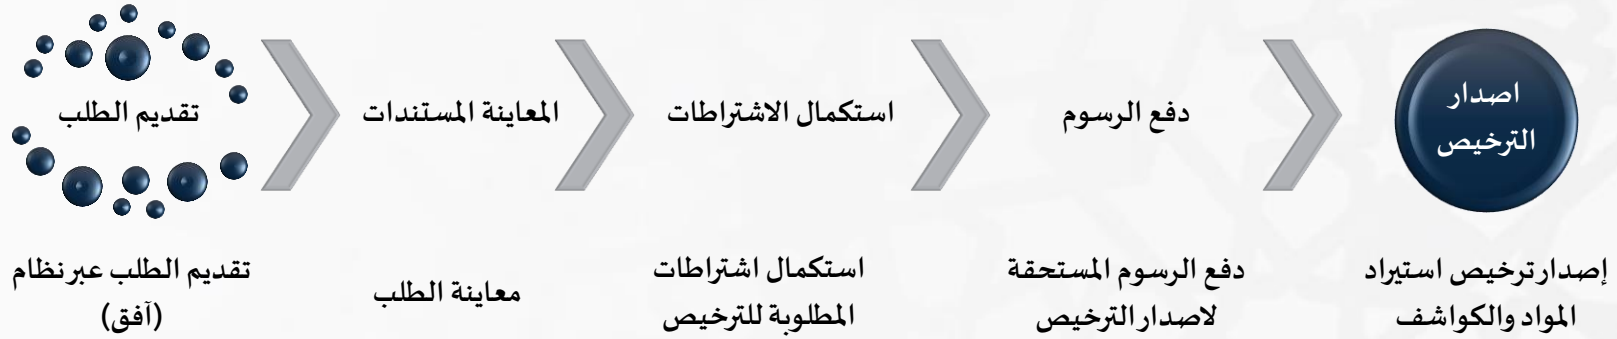 تقديم الطلب
المعاينة المستندات
استكمال الاشتراطات
دفع الرسوم
اصدار
الترخيص
تقديم الطلب عبر نظام
(آفق)
معاينة الطلب
استكمال اشتراطات
المطلوبة للترخيص
دفع الرسوم المستحقة
لاصدار الترخيص
إصدار ترخيص استيراد
المواد والكواشف